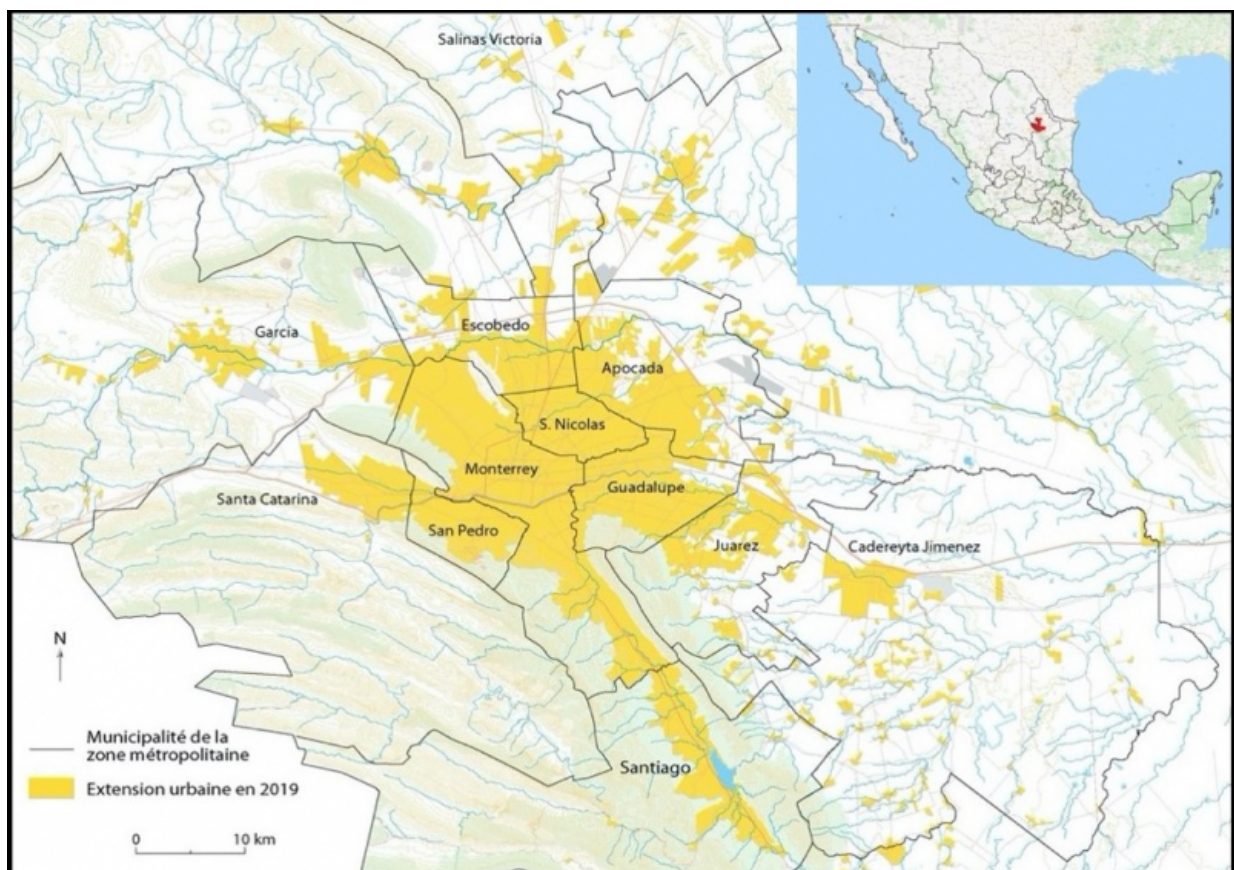 Salinas Victoria
García
Escobedo
Apocada
S. Nicolas
Monterrey
Guadalupe
Santa Catarina
San Pedro
Juarez
Cadereyta Jimenez
Santiago
N
Municipalité de la
zone métropolitaine
Extension urbaine en 2019
0 10 km